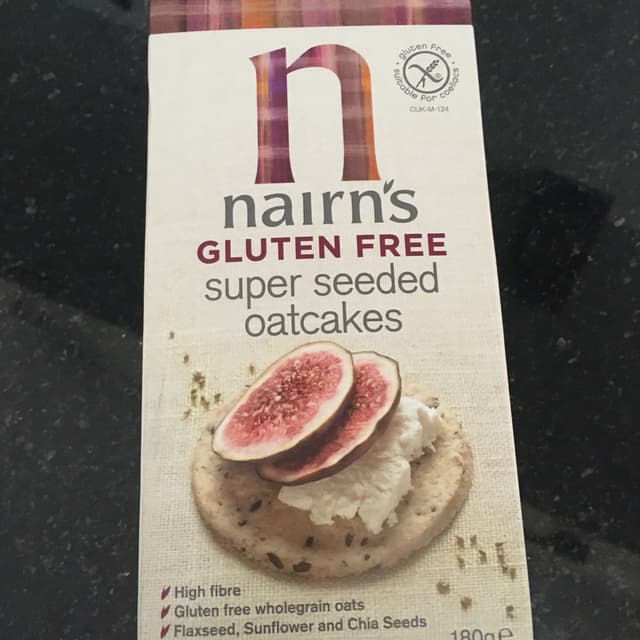 n
gluten free
suitable for coeliacs
CUK-M-124
nairn's
GLUTEN FREE
super seeded
oatcakes
High fibre
Gluten free wholegrain oats
Flaxseed, Sunflower and Chia Seeds
180g e